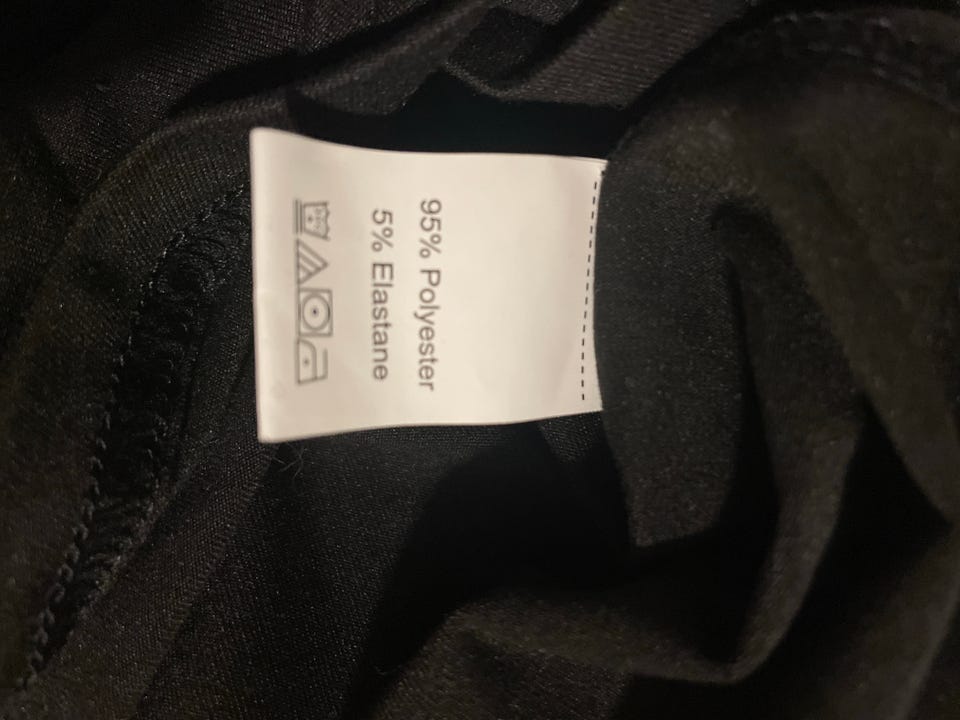 95% Polyester
5% Elastane